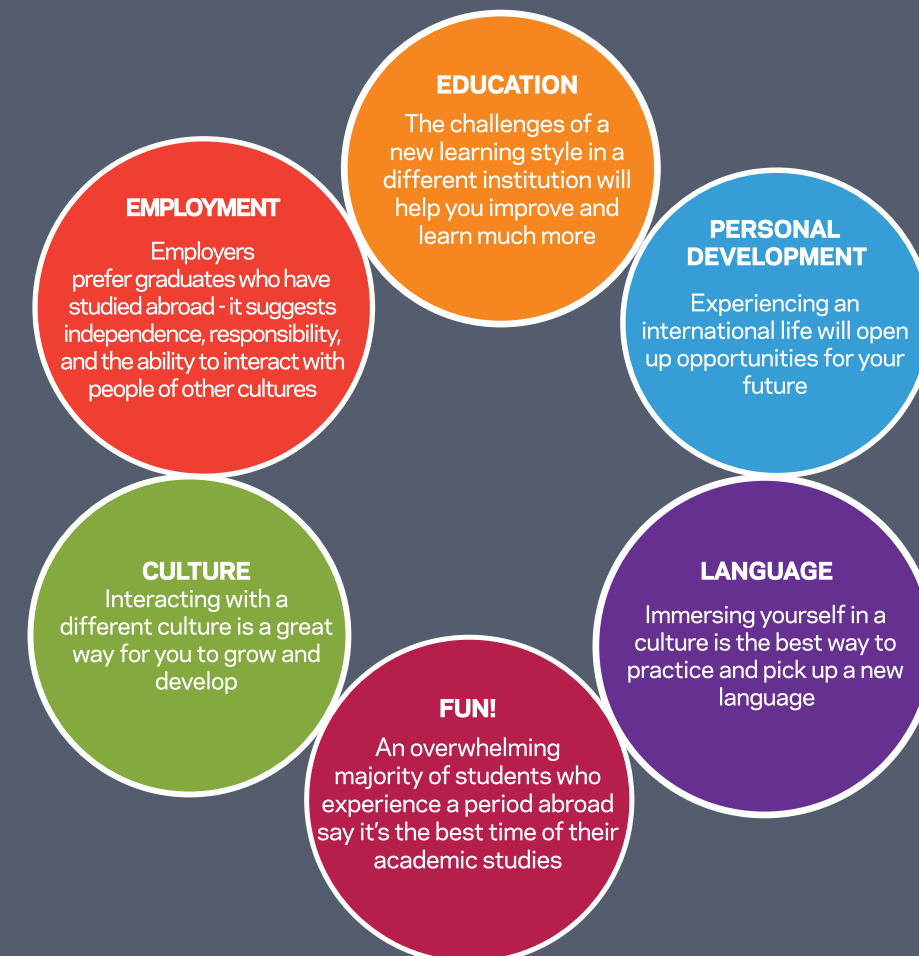 EDUCATION
The challenges of a
new learning style in a
different institution will
help you improve and
learn much more
EMPLOYMENT
Employers
prefer graduates who have
studied abroad - it suggests
independence, responsibility,
and the ability to interact with
people of other cultures
PERSONAL
DEVELOPMENT
Experiencing an
international life will open
up opportunities for your
future
CULTURE
Interacting with a
different culture is a great
way for you to grow and
develop
LANGUAGE
Immersing yourself in a
culture is the best way to
practice and pick up a new
language
FUN!
An overwhelming
majority of students who
experience a period abroad
say it's the best time of their
academic studies